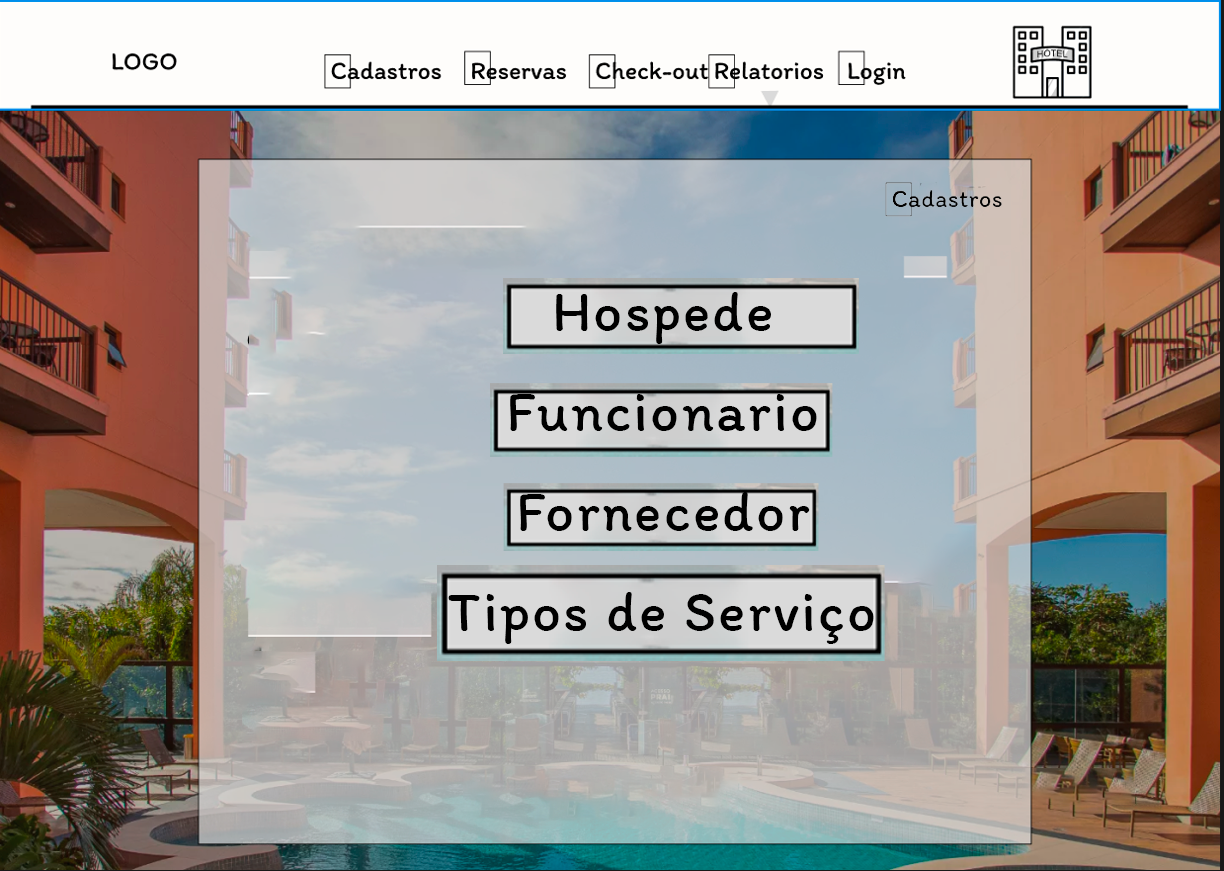 LOGO Cadastros Reservas Check-out Relatorios Login HOTEL
Cadastros
Hospede
Funcionario
Fornecedor
Tipos de Serviço